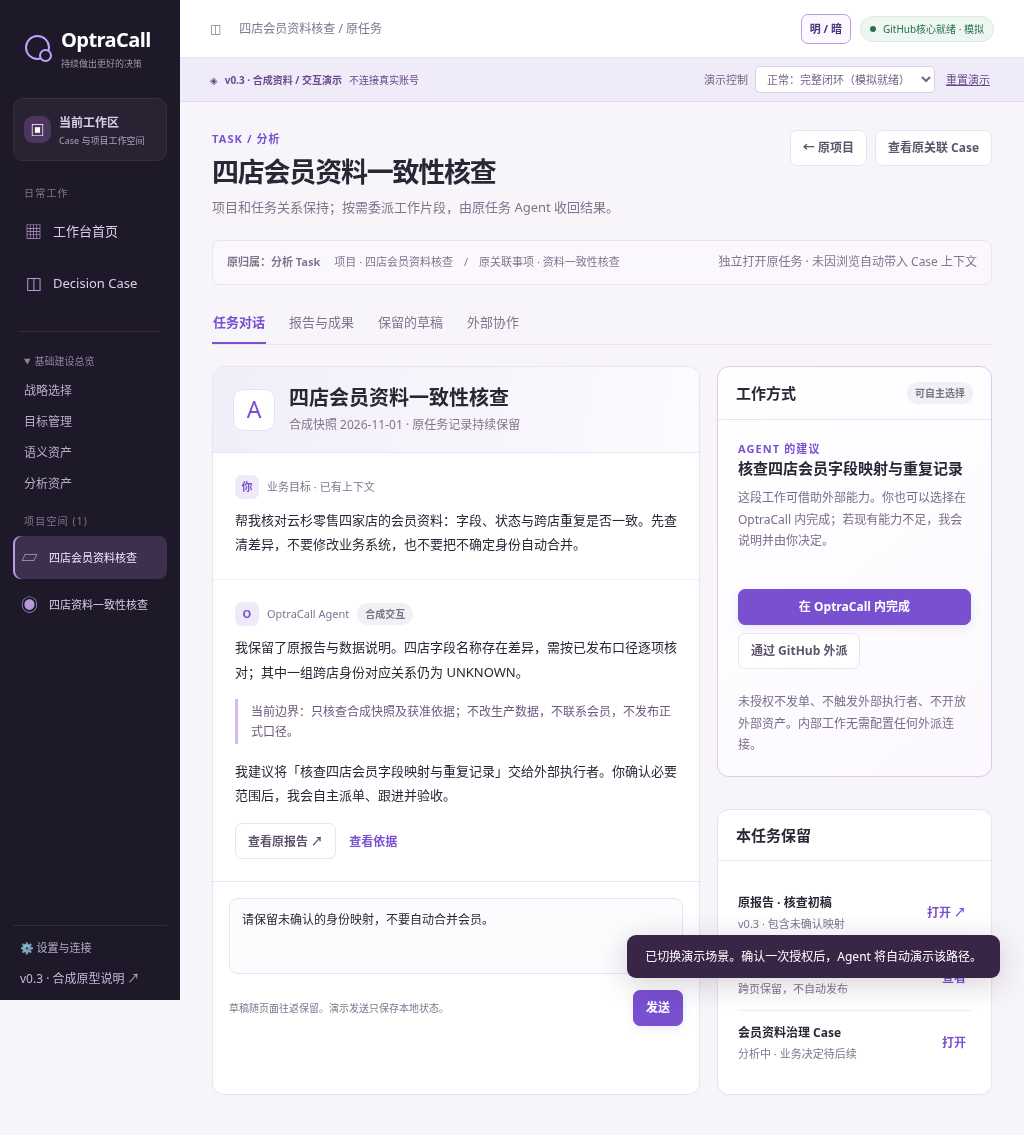 OptraCall
持续做出更好的决策
当前工作区
Case 与项目工作空间
日常工作
工作台首页
Decision Case
▾ 基础建设总览
战略选择
目标管理
语义资产
分析资产
项目空间 (1)
四店会员资料核查
四店资料一致性核查
设置与连接
v0.3 · 合成原型说明 ↗
四店会员资料核查 / 原任务
明 / 暗
GitHub核心就绪 · 模拟
◈ v0.3 · 合成资料 / 交互演示 不连接真实账号
演示控制
正常：完整闭环（模拟就绪）
重置演示
TASK / 分析
四店会员资料一致性核查
项目和任务关系保持；按需委派工作片段，由原任务 Agent 收回结果。
← 原项目
查看原关联 Case
原归属：分析 Task 项目 · 四店会员资料核查 / 原关联事项 · 资料一致性核查
独立打开原任务 · 未因浏览自动带入 Case 上下文
任务对话
报告与成果
保留的草稿
外部协作
A
四店会员资料一致性核查
合成快照 2026-11-01 · 原任务记录持续保留
你 业务目标 · 已有上下文
帮我核对云杉零售四家店的会员资料：字段、状态与跨店重复是否一致。先查
清差异，不要修改业务系统，也不要把不确定身份自动合并。
O OptraCall Agent 合成交互
我保留了原报告与数据说明。四店字段名称存在差异，需按已发布口径逐项核
对；其中一组跨店身份对应关系仍为 UNKNOWN。
当前边界：只核查合成快照及获准依据；不改生产数据，不联系会员，不发布正
式口径。
我建议将「核查四店会员字段映射与重复记录」交给外部执行者。你确认必要
范围后，我会自主派单、跟进并验收。
查看原报告 ↗
查看依据
请保留未确认的身份映射，不要自动合并会员。
草稿随页面往返保留。演示发送只保存本地状态。
发送
工作方式
可自主选择
AGENT 的建议
核查四店会员字段映射与重复记录
这段工作可借助外部能力。你也可以选择在
OptraCall 内完成；若现有能力不足，我会
说明并由你决定。
在 OptraCall 内完成
通过 GitHub 外派
未授权不发单、不触发外部执行者、不开放
外部资产。内部工作无需配置任何外派连
接。
本任务保留
原报告 · 核查初稿
v0.3 · 包含未确认映射
打开 ↗
已切换演示场景。确认一次授权后，Agent 将自动演示该路径。
查看
跨页保留，不自动发布
会员资料治理 Case
分析中 · 业务决定待后续
打开